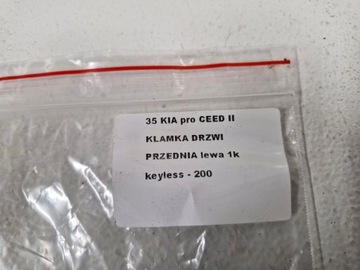 35 KIA pro CEED II
KLAMKA DRZWI
PRZEDNIA lewa 1k
keyless - 200